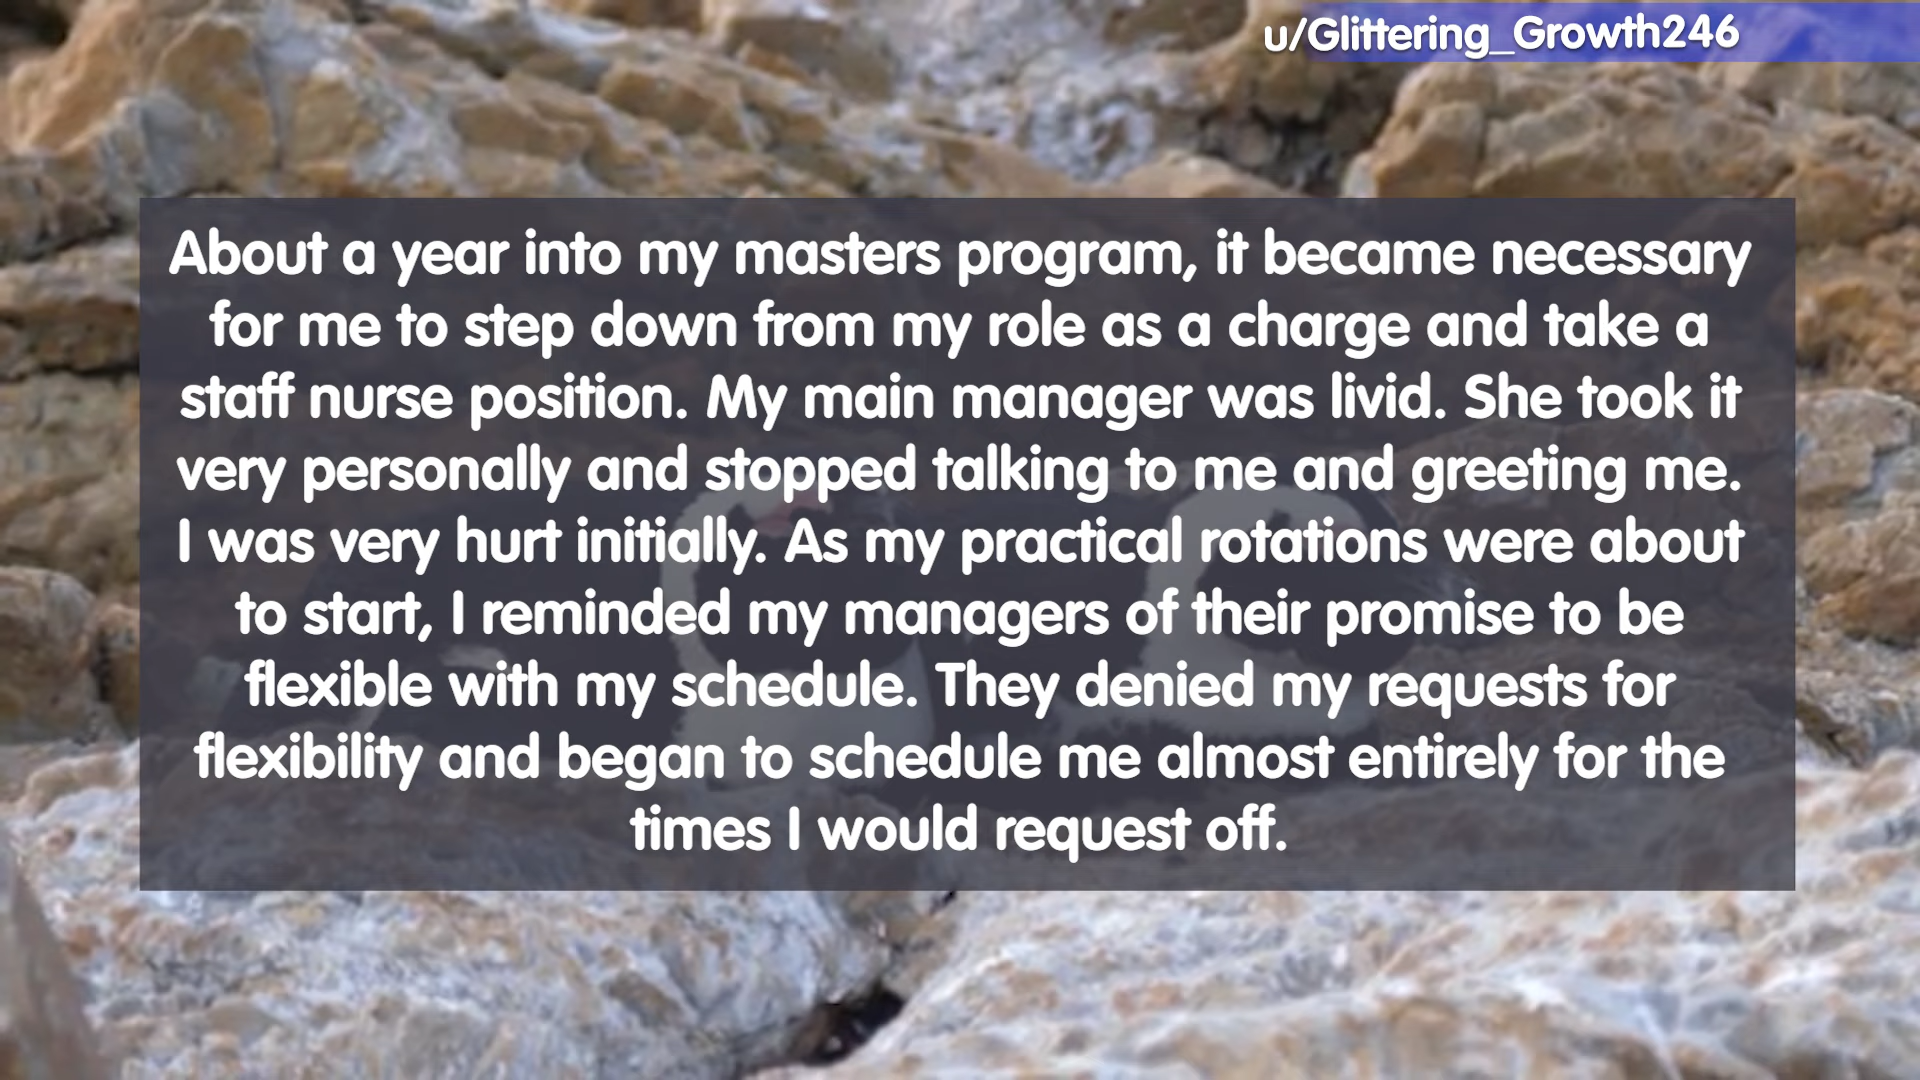 u/Glittering_Growth246
About a year into my masters program, it became necessary
for me to step down from my role as a charge and take a
staff nurse position. My main manager was livid. She took it
very personally and stopped talking to me and greeting me.
I was very hurt initially. As my practical rotations were about
to start, I reminded my managers of their promise to be
flexible with my schedule. They denied my requests for
flexibility and began to schedule me almost entirely for the
times I would request off.